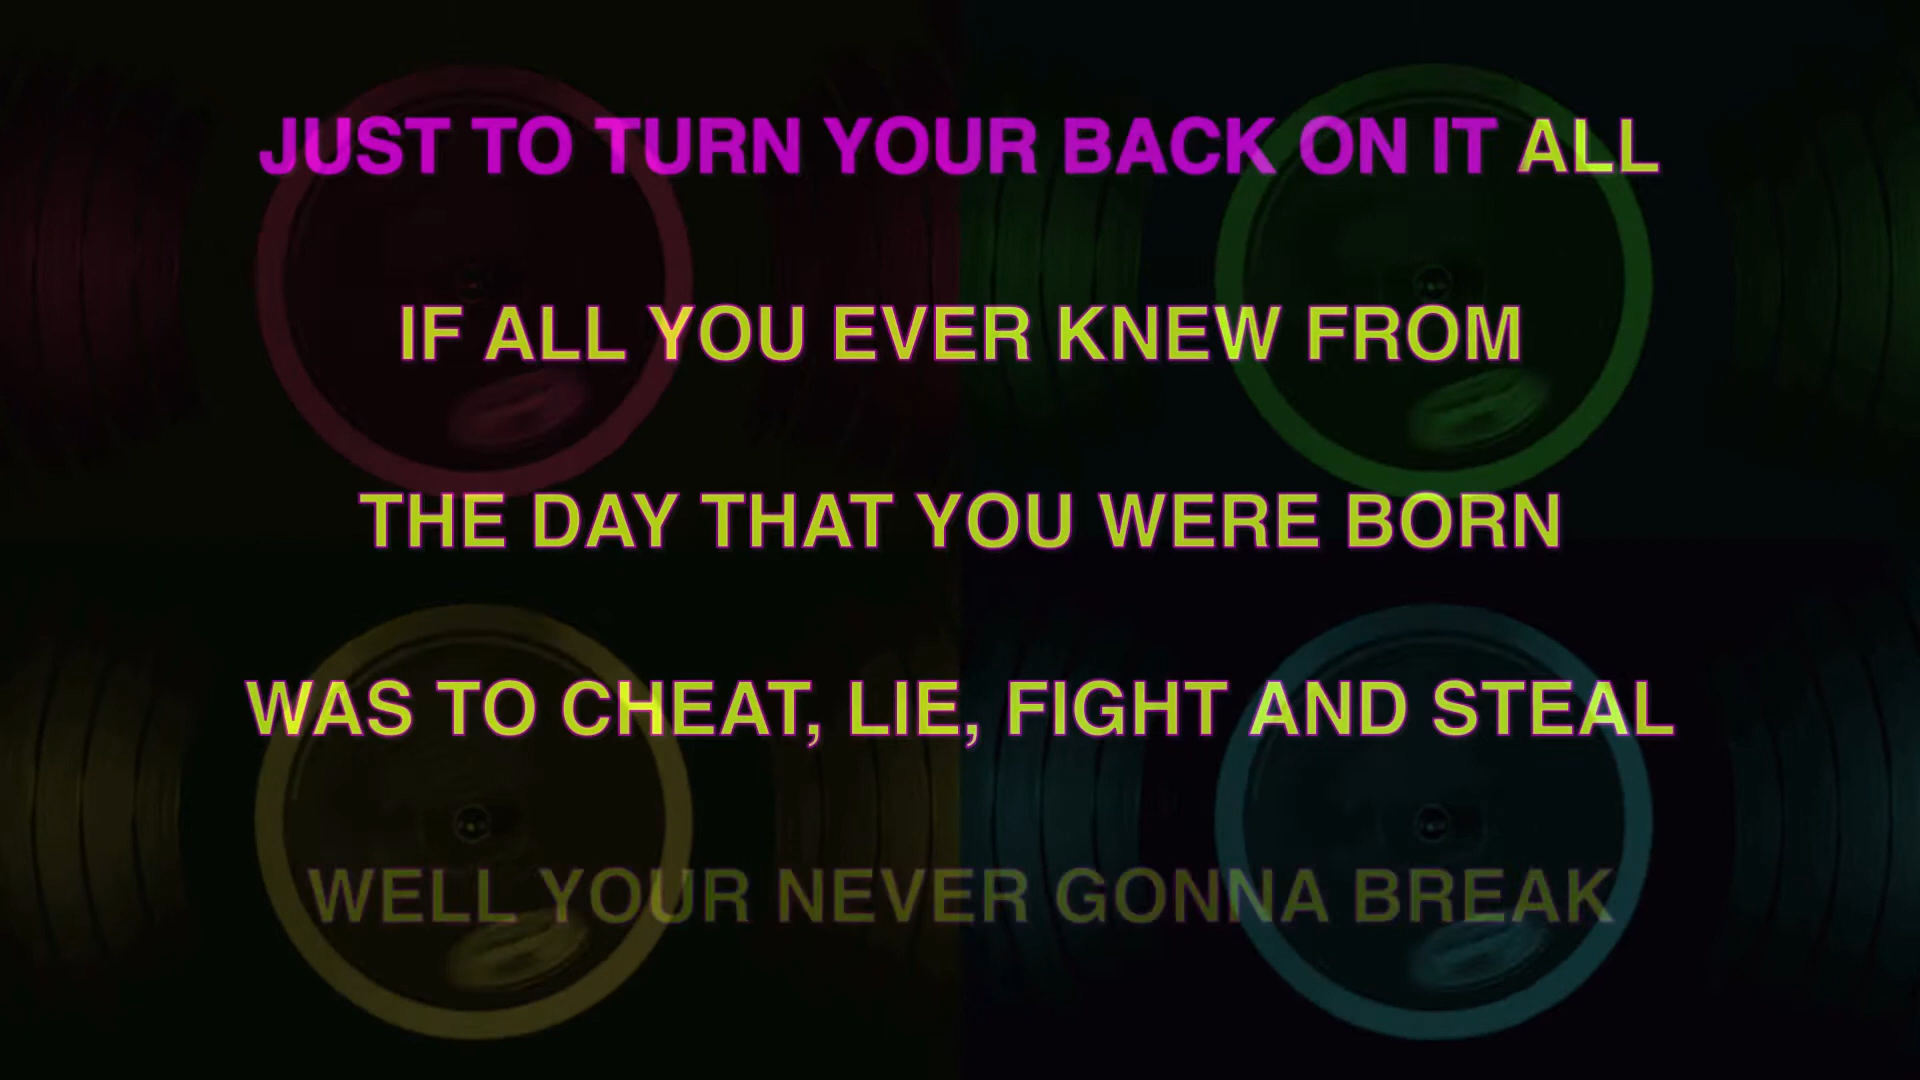 JUST TO TURN YOUR BACK ON IT ALL
IF ALL YOU EVER KNEW FROM
THE DAY THAT YOU WERE BORN
WAS TO CHEAT, LIE, FIGHT AND STEAL
WELL YOUR NEVER GONNA BREAK